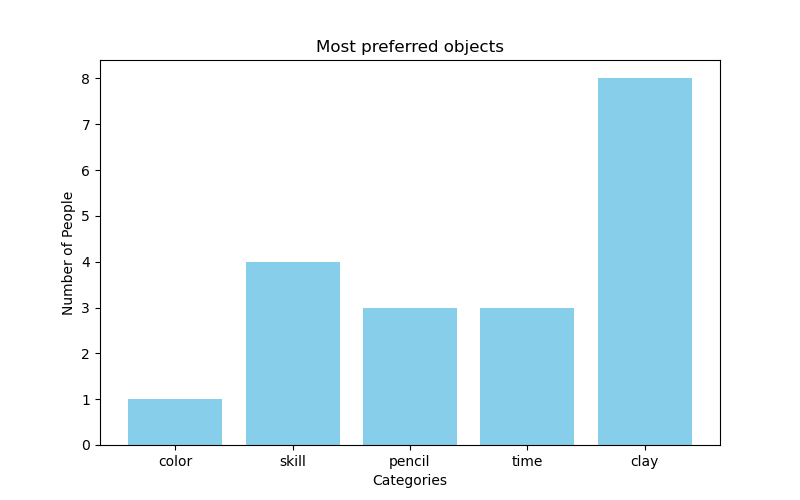 Most preferred objects
8
7
6
5
4
3
2
1
0
Number of People
color skill pencil time clay
Categories